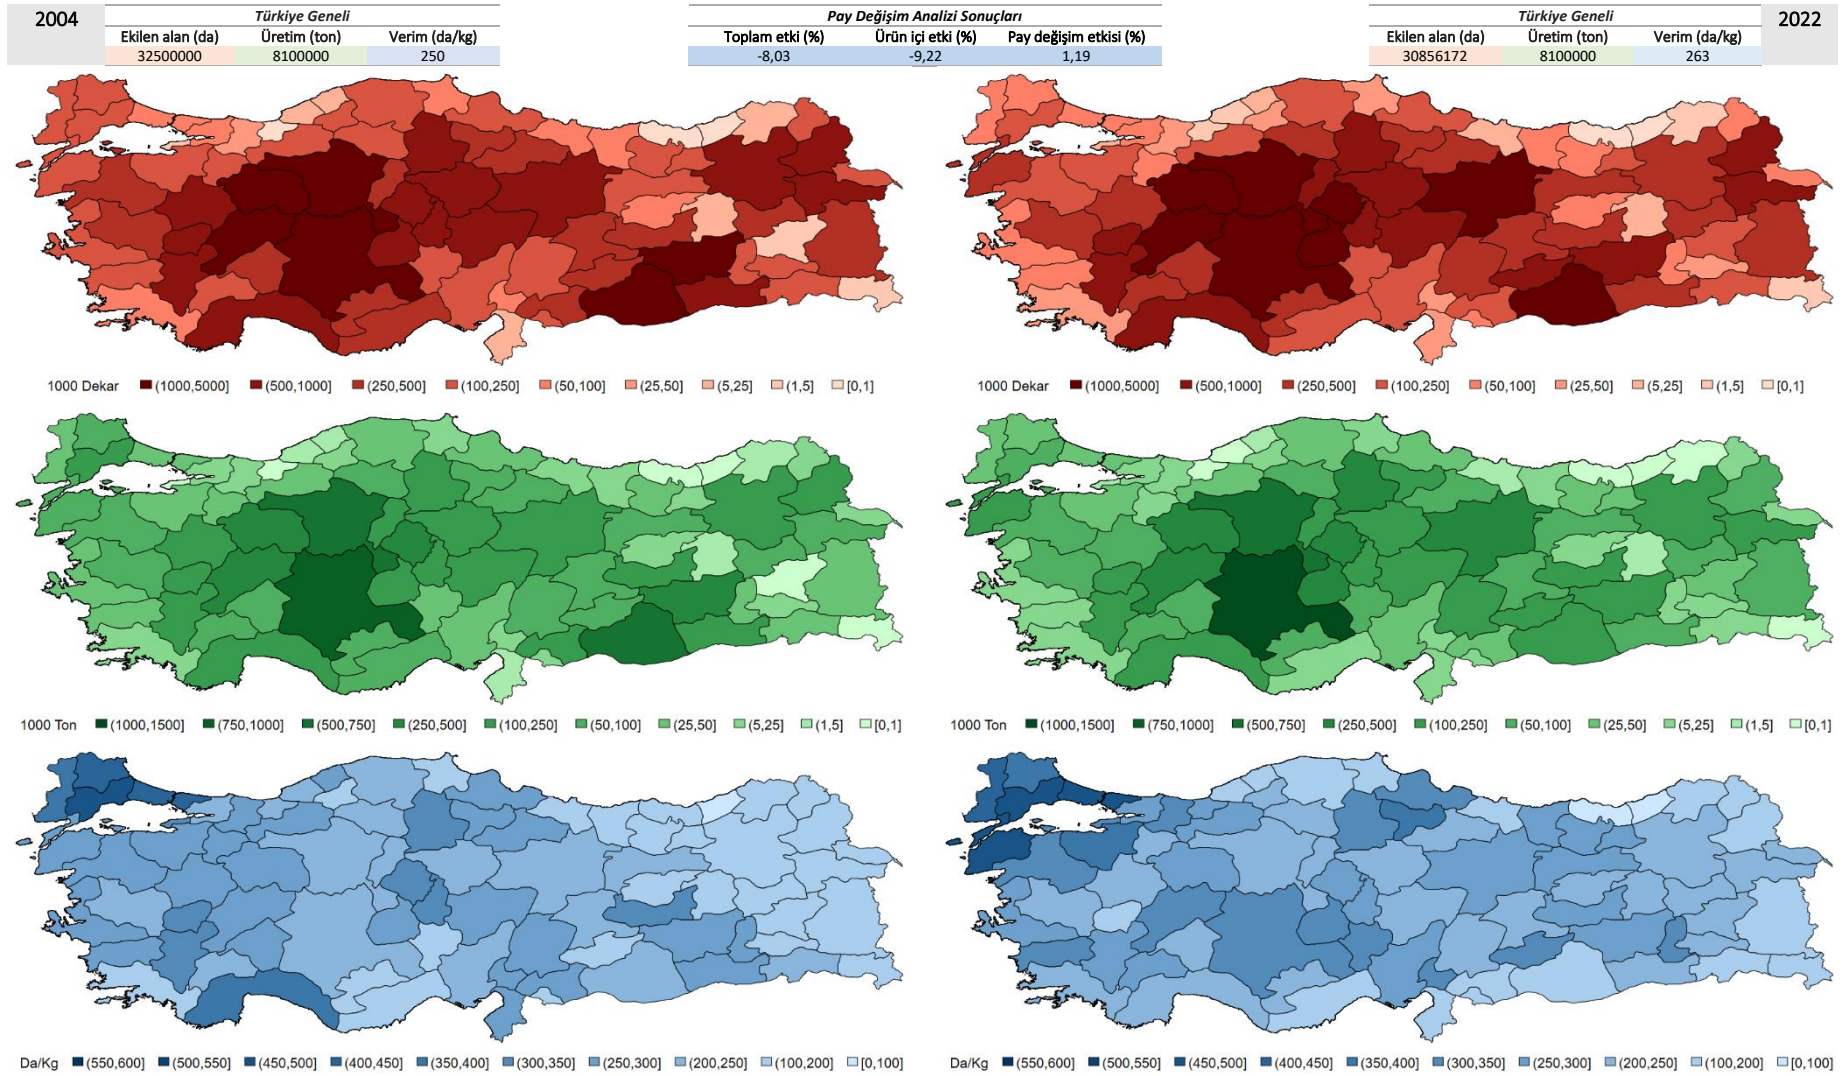 2004
Türkiye Geneli
Ekilen alan (da) Üretim (ton) Verim (da/kg)
32500000 8100000 250
Pay Değişim Analizi Sonuçları
Toplam etki (%) Ürün içi etki (%) Pay değişim etkisi (%)
-8,03 -9,22 1,19
Türkiye Geneli
Ekilen alan (da) Üretim (ton) Verim (da/kg)
30856172 8100000 263
2022
1000 Dekar (1000,5000] (500,1000] (250,500] (100,250] (50,100] (25,50] (5,25] (1,5] [0,1]
1000 Dekar (1000,5000] (500,1000] (250,500] (100,250] (50,100] (25,50] (5,25] (1,5] [0,1]
1000 Ton (1000,1500] (750,1000] (500,750] (250,500] (100,250] (50,100] (25,50] (5,25] (1,5] [0,1]
1000 Ton (1000,1500] (750,1000] (500,750] (250,500] (100,250] (50,100] (25,50] (5,25] (1,5] [0,1]
Da/Kg (550,600] (500,550] (450,500] (400,450] (350,400] (300,350] (250,300] (200,250] (100,200] [0,100]
Da/Kg (550,600] (500,550] (450,500] (400,450] (350,400] (300,350] (250,300] (200,250] (100,200] [0,100]